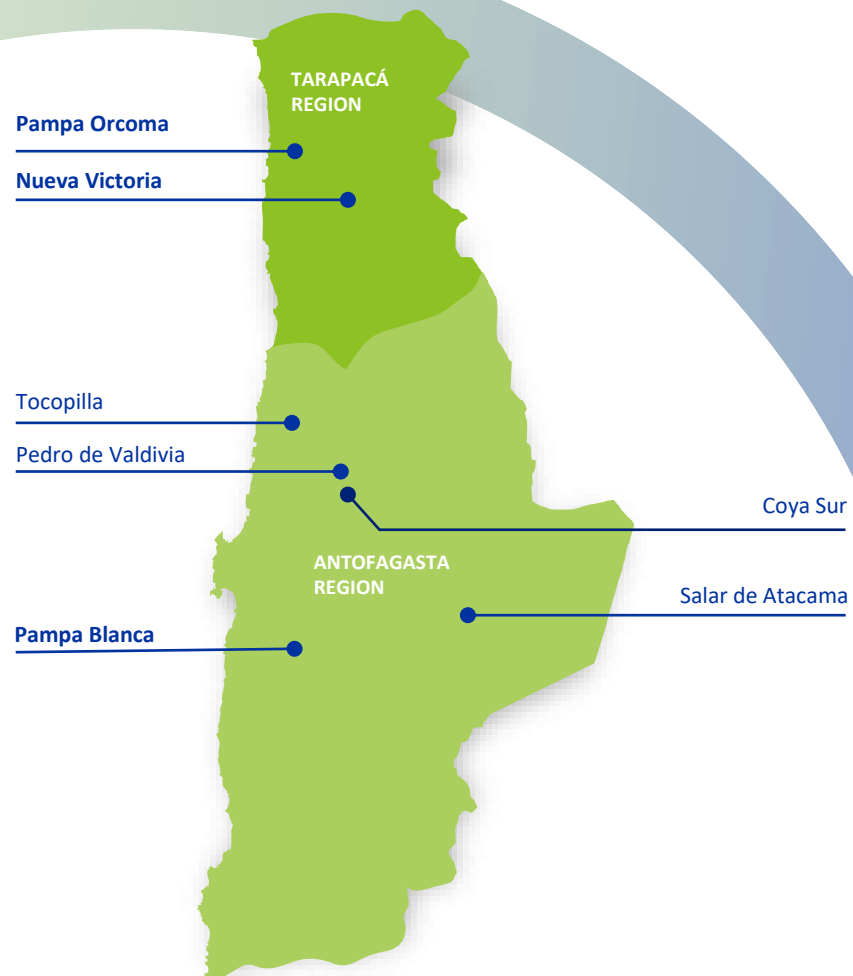 TARAPACÁ
REGION
Pampa Orcoma
Nueva Victoria
Tocopilla
Pedro de Valdivia
Coya Sur
ANTOFAGASTA
REGION
Salar de Atacama
Pampa Blanca